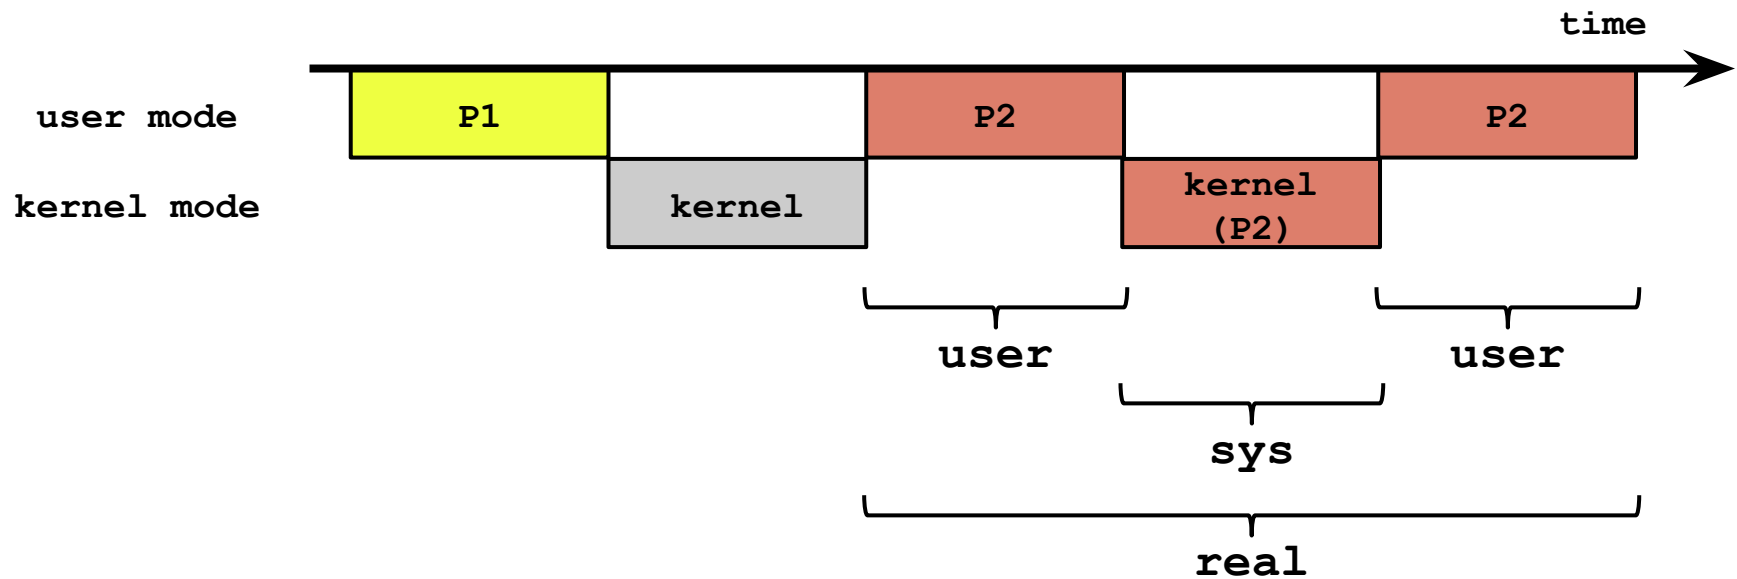 time
user mode
P1
P2
P2
kernel mode
kernel
kernel
(P2)
user
user
sys
real